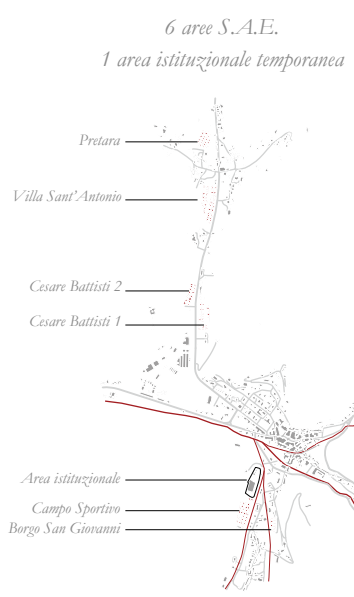 6 aree S.A.E.
1 area istituzionale temporanea
Pretara
Villa Sant'Antonio
Cesare Battisti 2
Cesare Battisti 1
Area istituzionale
Campo Sportivo
Borgo San Giovanni